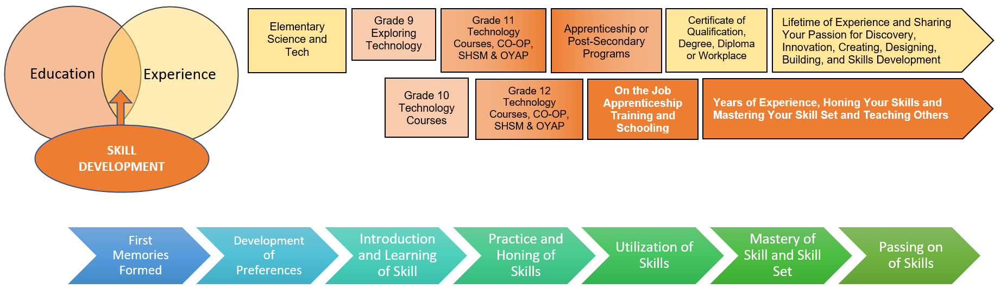 Education
Experience
SKILL
DEVELOPMENT
Elementary
Science and
Tech
Grade 9
Exploring
Technology
Grade 11
Technology
Courses, CO-OP,
SHSM & OYAP
Apprenticeship or
Post-Secondary
Programs
Certificate of
Qualification,
Degree, Diploma
or Workplace
Lifetime of Experience and Sharing
Your Passion for Discovery,
Innovation, Creating, Designing,
Building, and Skills Development
Grade 10
Technology
Courses
Grade 12
Technology
Courses, CO-OP,
SHSM & OYAP
On the Job
Apprenticeship
Training and
Schooling
Years of Experience, Honing Your Skills and
Mastering Your Skill Set and Teaching Others
First
Memories
Formed
Development
of
Preferences
Introduction
and Learning
of Skill
Practice and
Honing of
Skills
Utilization of
Skills
Mastery of
Skill and Skill
Set
Passing on
of Skills